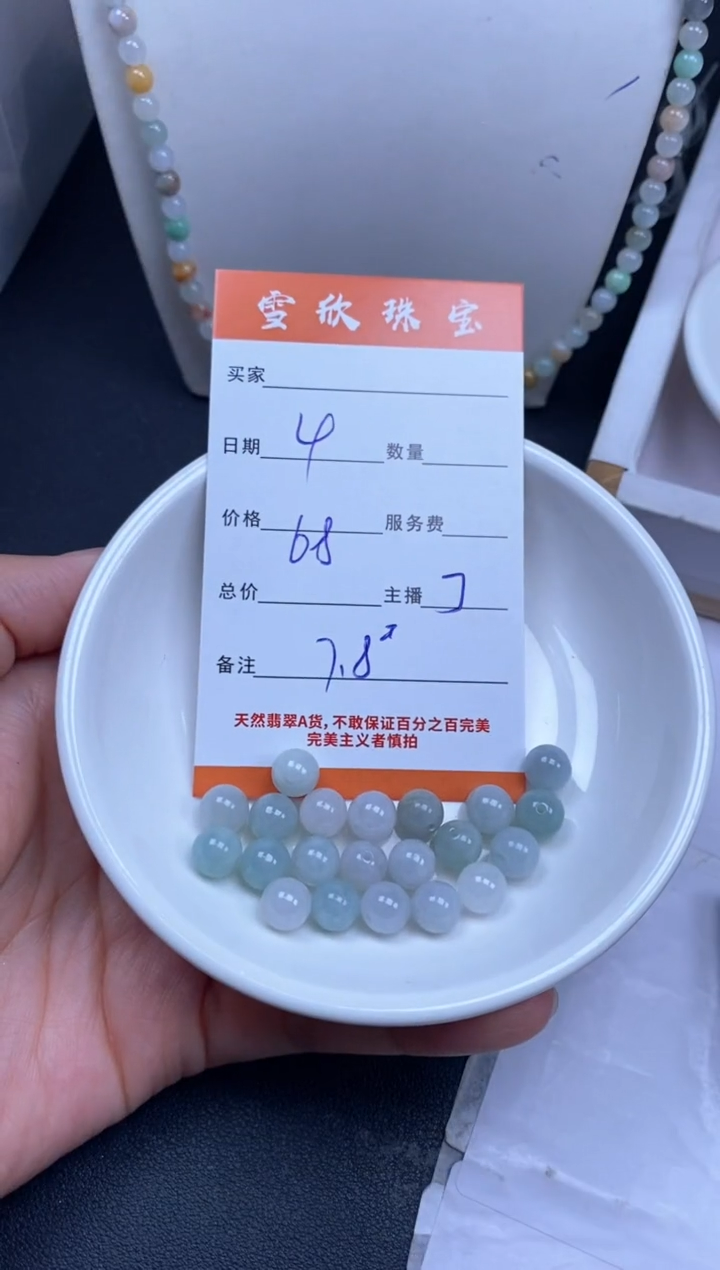 雪欣珠宝
买家
日期 4 数量
价格 68 服务费
总价 主播
备注 7.8
天然翡翠A货,不敢保证百分之百完美
完美主义者慎拍